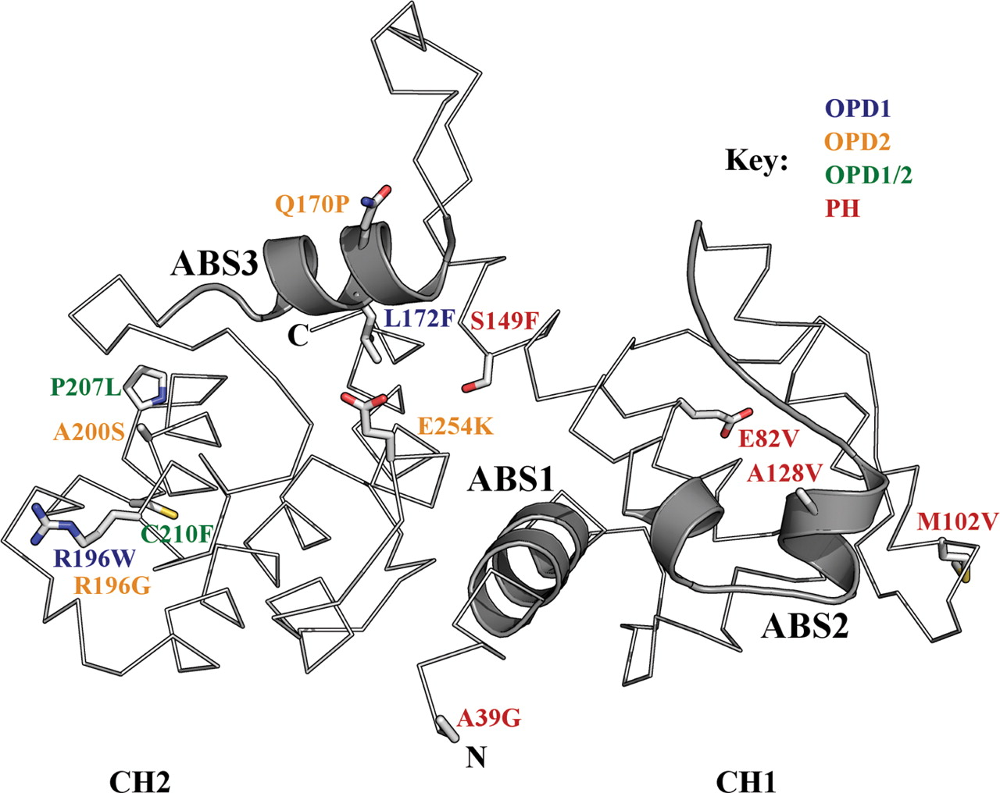 OPD1
OPD2
Key:
OPD1/2
PH
Q170P
ABS3
L172F
S149F
C
P207L
A200S
E254K
E82V
ABS1
A128V
M102V
C210F
R196W
R196G
ABS2
A39G
N
CH2
CH1